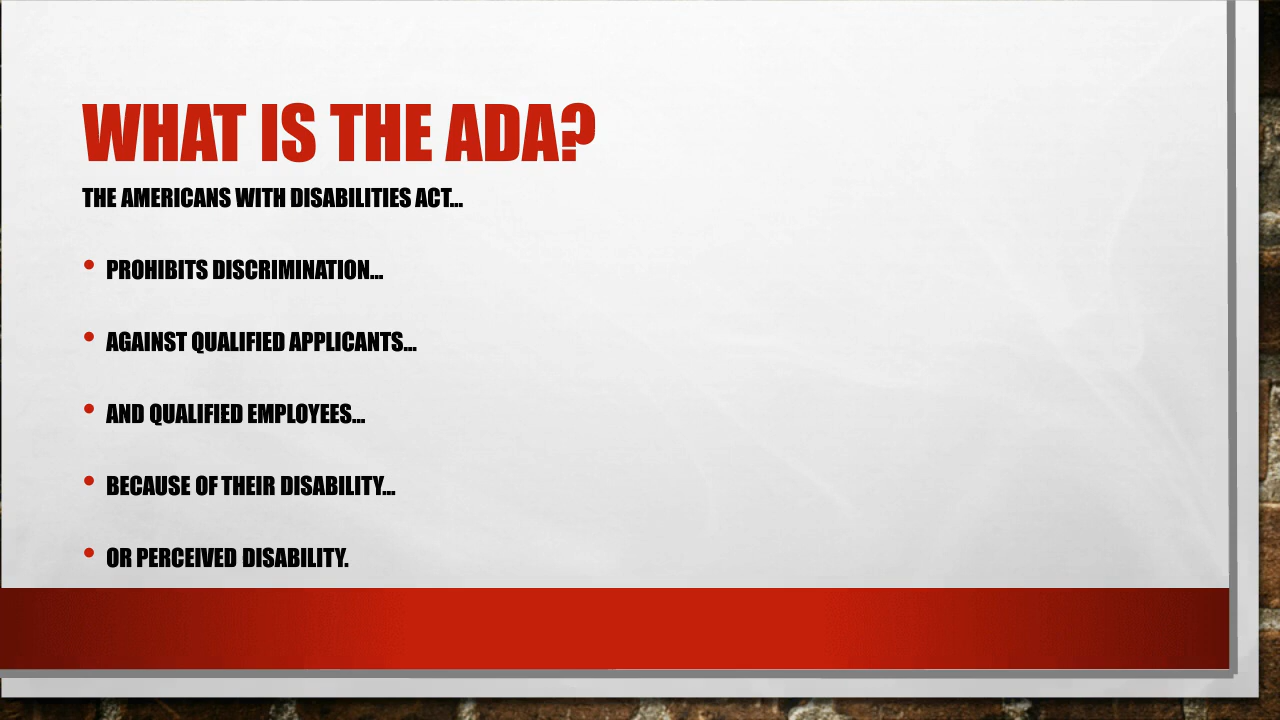 WHAT IS THE ADA?
THE AMERICANS WITH DISABILITIES ACT…
• PROHIBITS DISCRIMINATION…
• AGAINST QUALIFIED APPLICANTS…
• AND QUALIFIED EMPLOYEES…
• BECAUSE OF THEIR DISABILITY…
• OR PERCEIVED DISABILITY.